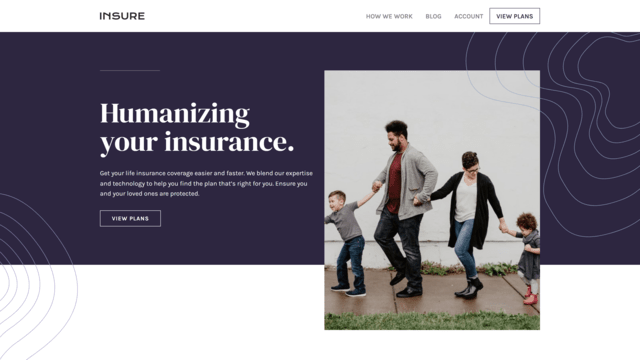 INSURE
HOW WE WORK
BLOG
ACCOUNT
VIEW PLANS
Humanizing
your insurance.
Get your life insurance coverage easier and faster. We blend our expertise
and technology to help you find the plan that's right for you. Ensure you
and your loved ones are protected.
VIEW PLANS